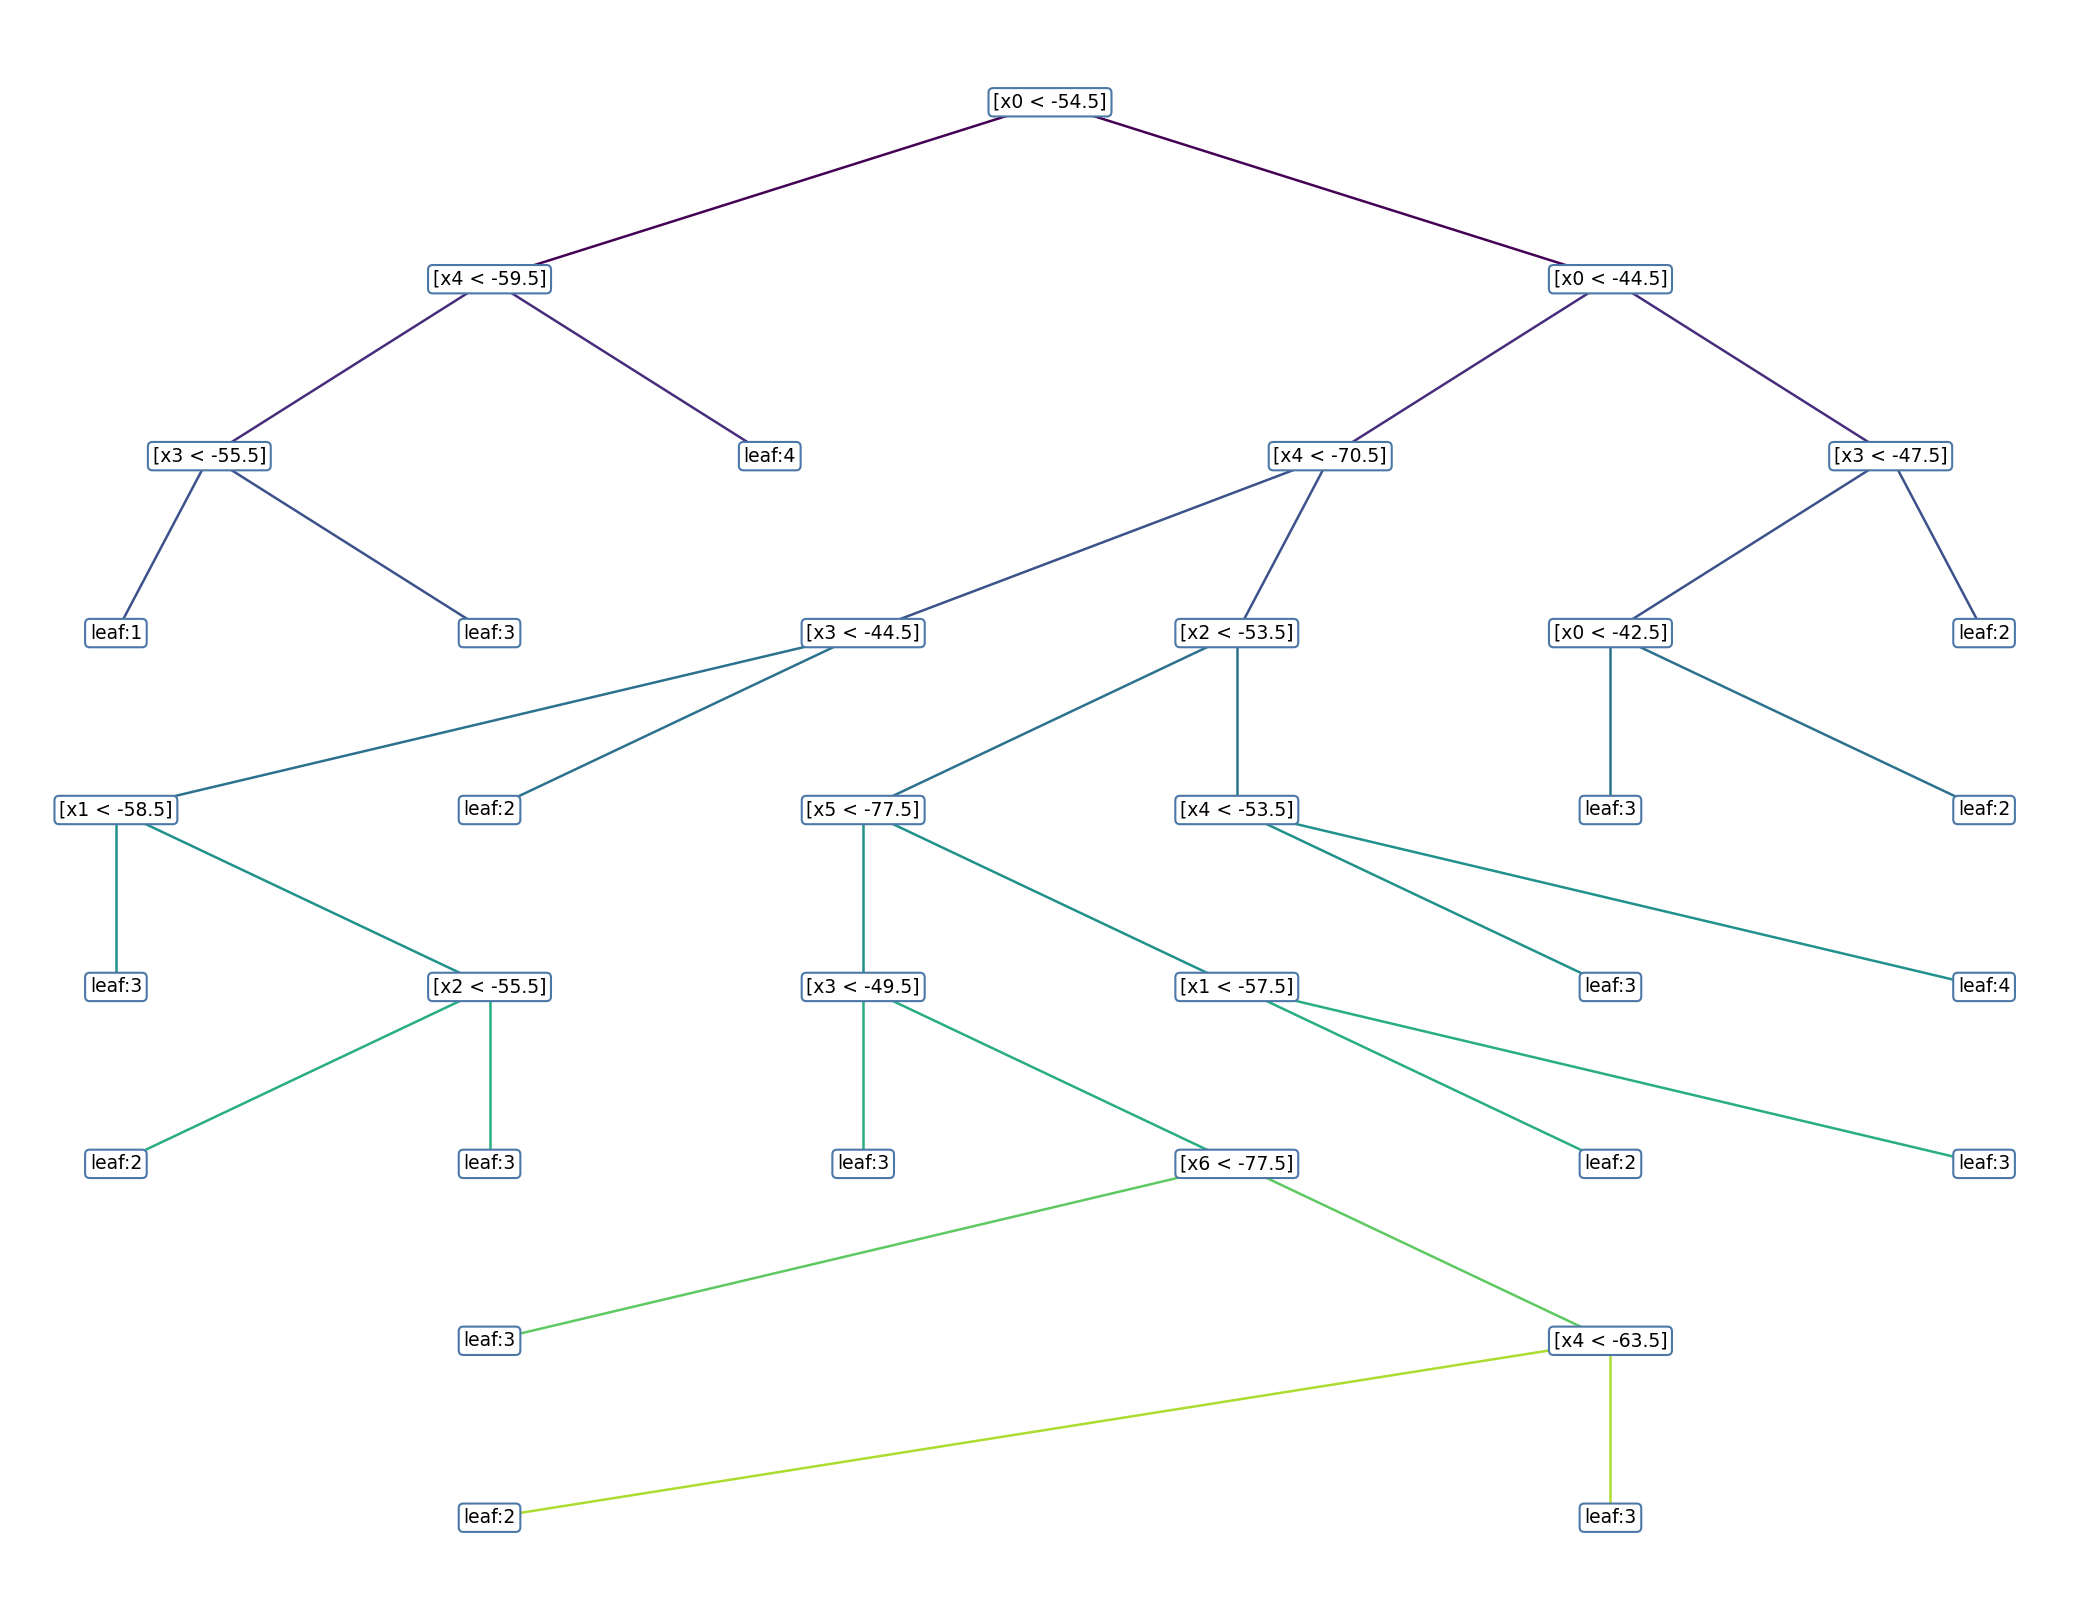 [x0 < -54.5]
[x4 < -59.5]
[x0 < -44.5]
[x3 < -55.5]
leaf:4
[x4 < -70.5]
[x3 < -47.5]
leaf:1
leaf:3
[x3 < -44.5]
[x2 < -53.5]
[x0 < -42.5]
leaf:2
[x1 < -58.5]
leaf:2
[x5 < -77.5]
[x4 < -53.5]
leaf:3
leaf:2
leaf:3
[x2 < -55.5]
[x3 < -49.5]
[x1 < -57.5]
leaf:3
leaf:4
leaf:2
leaf:3
leaf:3
[x6 < -77.5]
leaf:2
leaf:3
leaf:3
[x4 < -63.5]
leaf:2
leaf:3